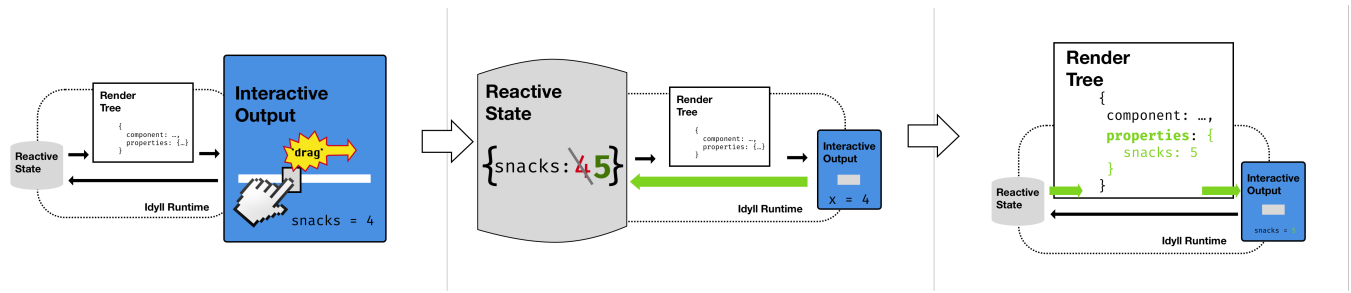 Render
Tree
{
component: …,
properties: {…}
}
Reactive
State
Idyll Runtime
Interactive
Output
"drag"
snacks = 4
Reactive
State
{snacks: 4 5}
Render
Tree
{
component: …,
properties: {…}
}
Interactive
Output
x = 4
Idyll Runtime
Render
Tree
{
component: …,
properties: {
snacks: 5
}
}
Reactive
State
Interactive
Output
snacks = 5
Idyll Runtime